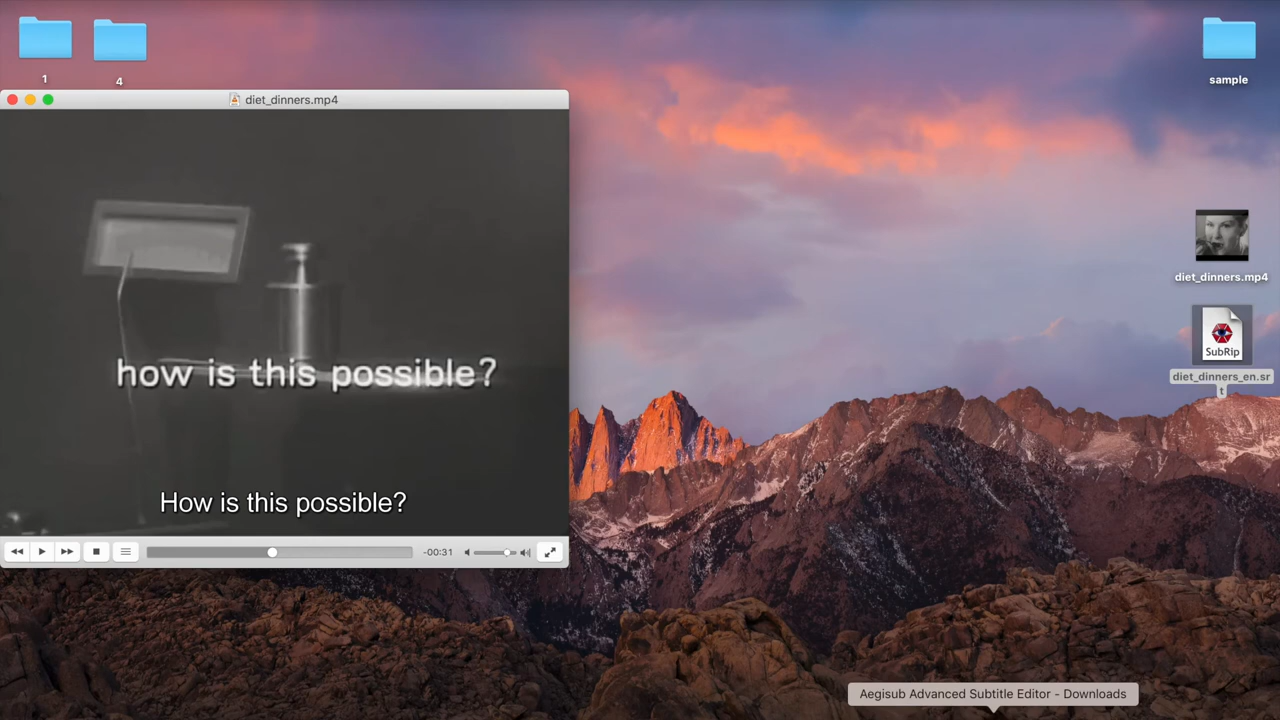 1
4
sample
diet_dinners.mp4
how is this possible?
How is this possible?
-00:31
diet_dinners.mp4
SubRip
diet_dinners_en.sr
t
Aegisub Advanced Subtitle Editor - Downloads